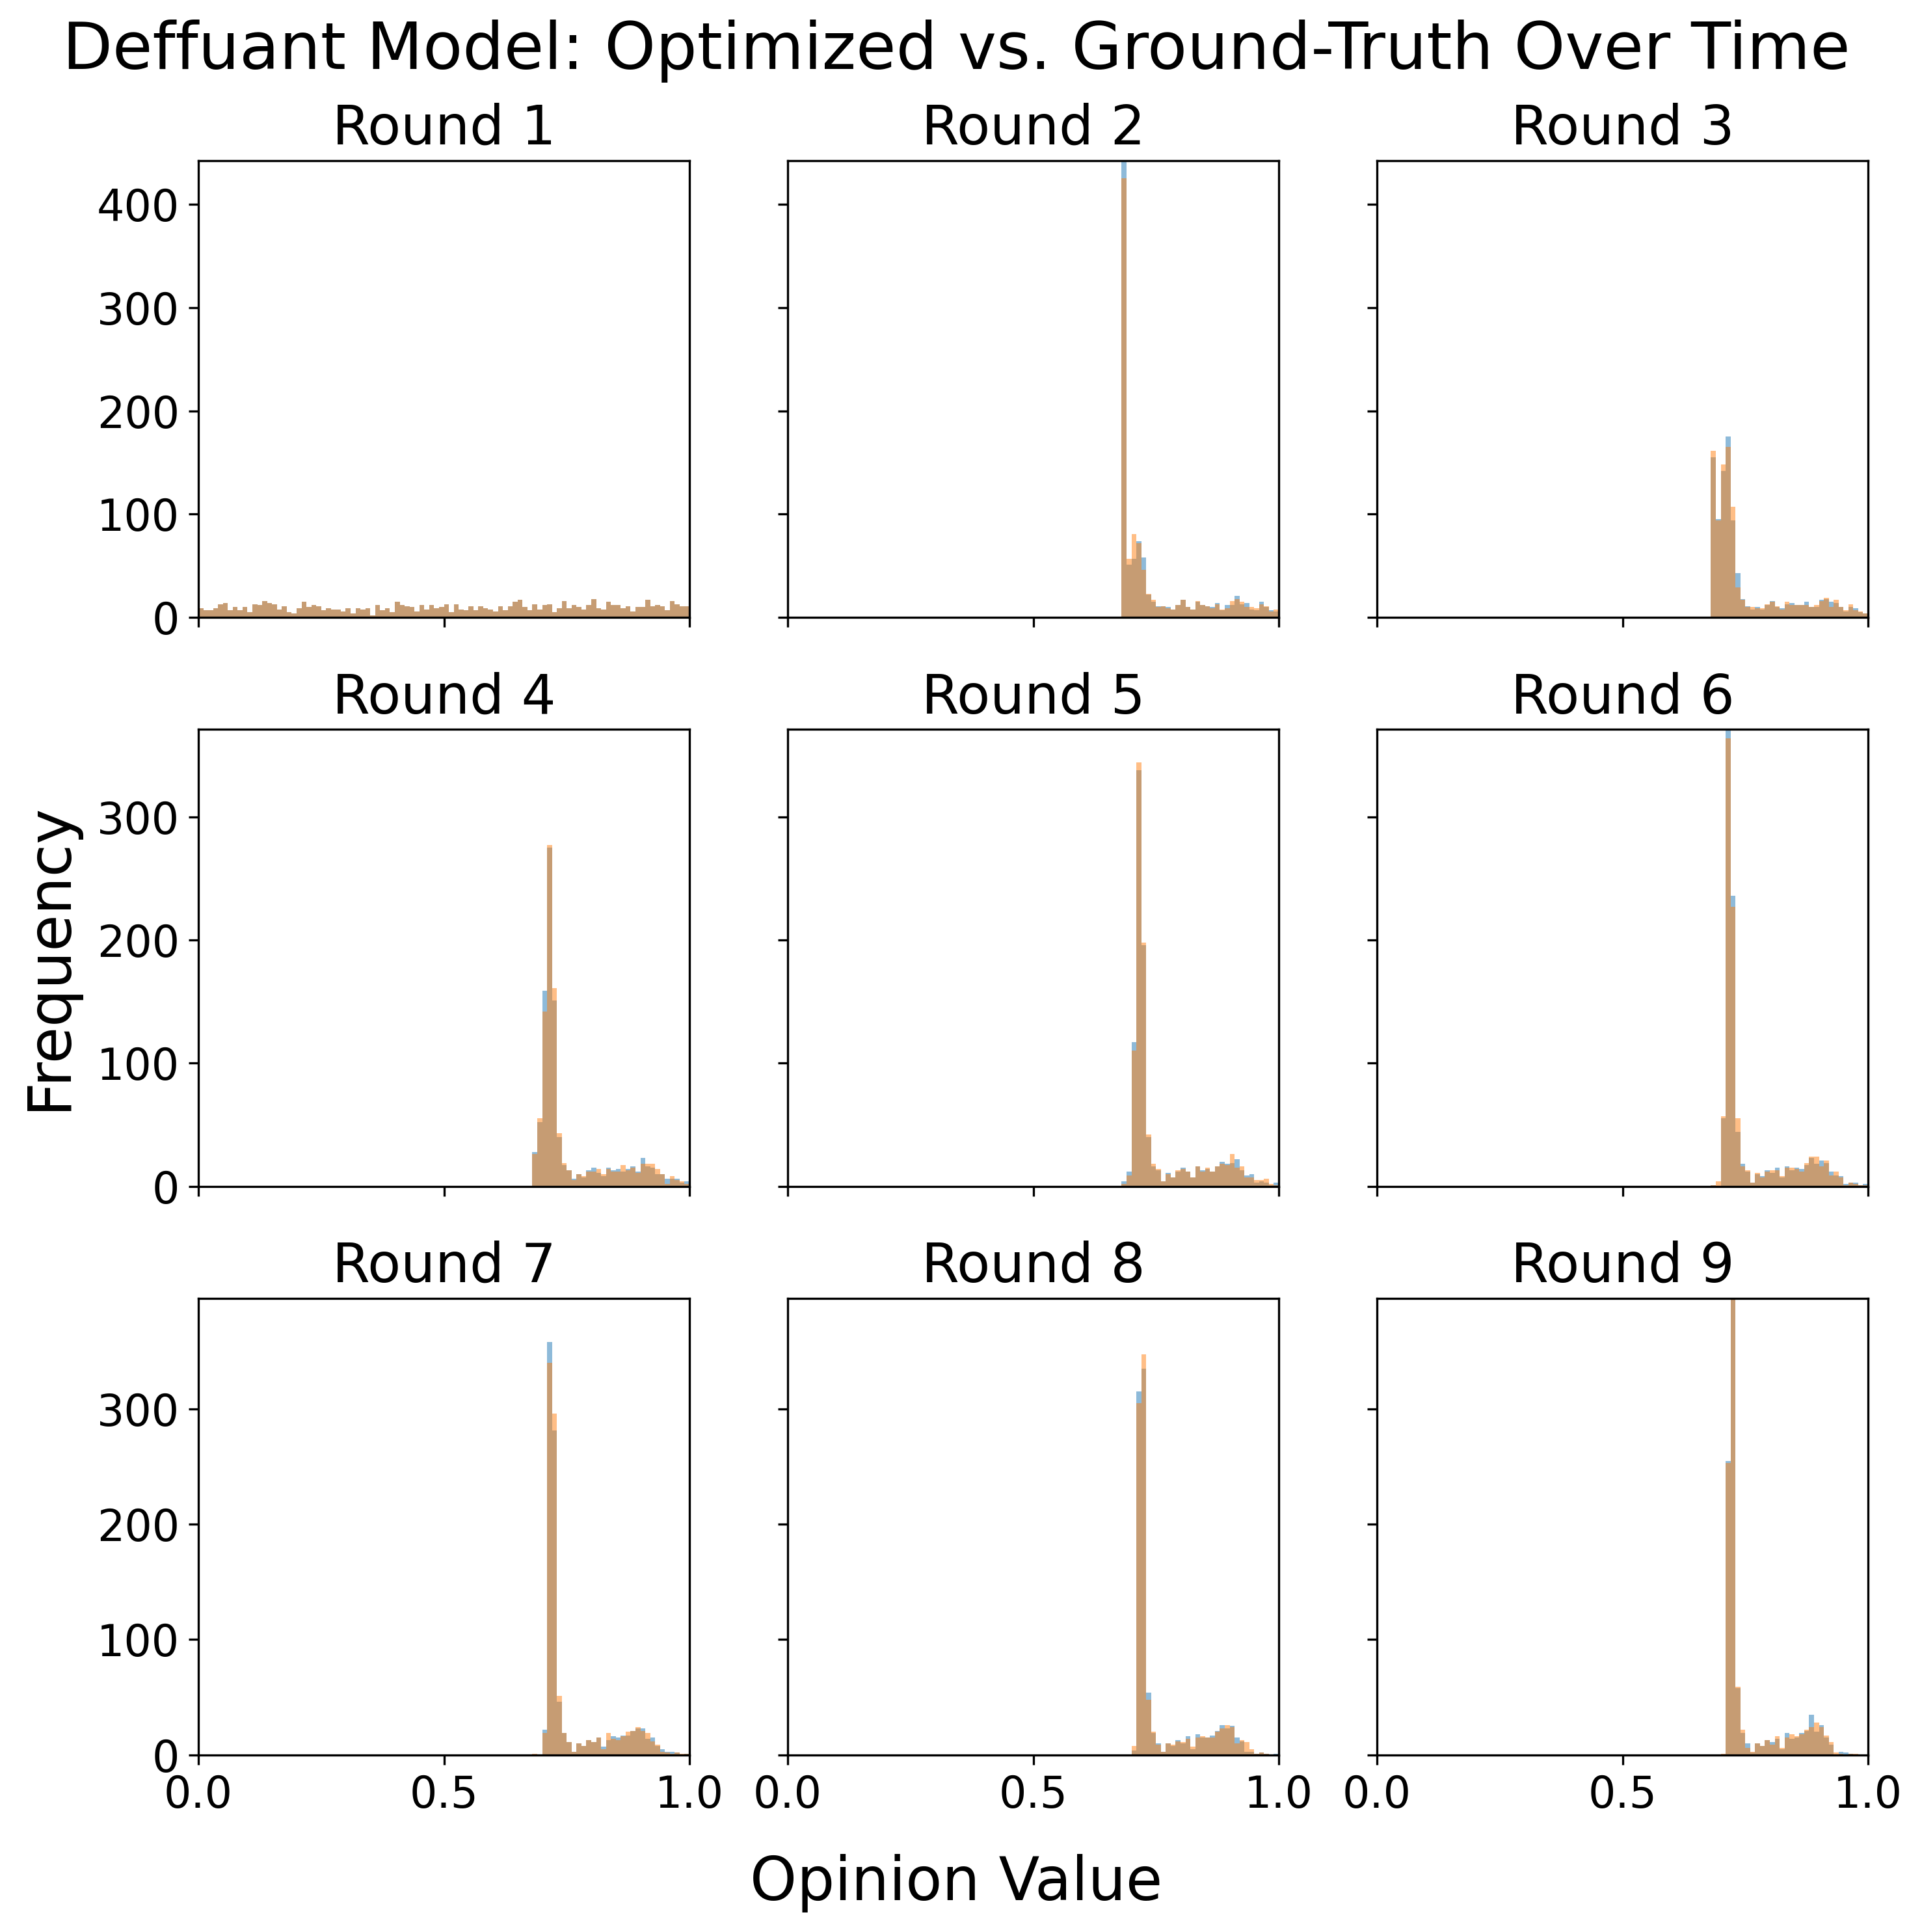 Deffuant Model: Optimized vs. Ground-Truth Over Time
Round 1
Round 2
Round 3
400
300
200
100
0
Round 4
Round 5
Round 6
300
200
100
0
Frequency
Round 7
Round 8
Round 9
300
200
100
0
0.0 0.5 1.0 0.0 0.5 1.0 0.0 0.5 1.0
Opinion Value